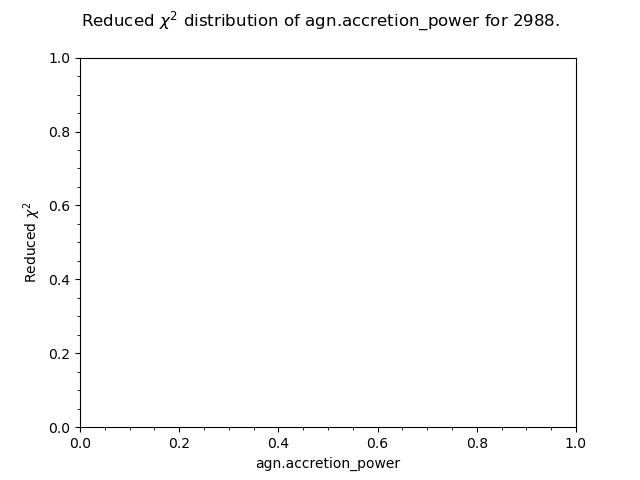 Reduced χ² distribution of agn.accretion_power for 2988.
1.0
0.8
0.6
0.4
0.2
0.0
Reduced χ²
0.0 0.2 0.4 0.6 0.8 1.0
agn.accretion_power